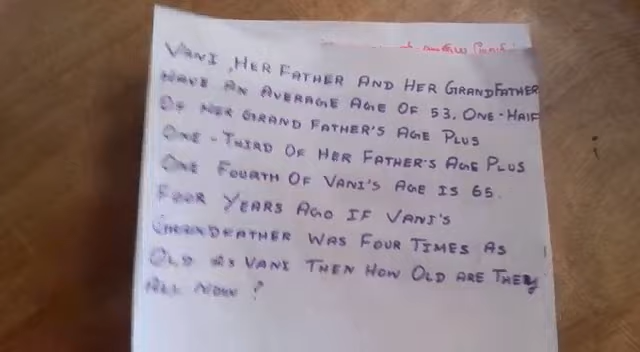 VANI, HER FATHER AND HER GRANDFATHER
HAVE AN AVERAGE AGE OF 53. ONE-HALF
OF HER GRAND FATHER'S AGE PLUS
ONE-THIRD OF HER FATHER'S AGE PLUS
ONE FOURTH OF VANI'S AGE IS 65.
FOUR YEARS AGO IF VANI'S
GRANDFATHER WAS FOUR TIMES AS
OLD AS VANI THEN HOW OLD ARE THEY
ALL NOW?